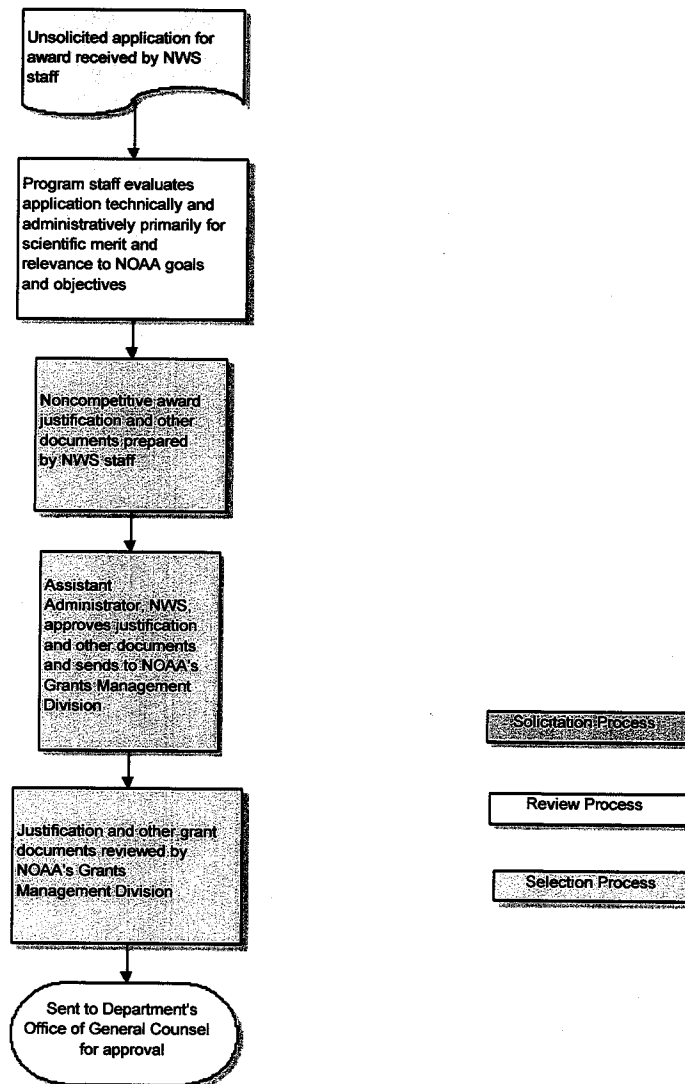 Unsolicited application for
award received by NWS
staff
Program staff evaluates
application technically and
administratively primarily for
scientific merit and
relevance to NOAA goals
and objectives
Noncompetitive award
justification and other
documents prepared
by NWS staff
Assistant
Administrator, NWS,
approves justification
and other documents
and sends to NOAA's
Grants Management
Division
Justification and other grant
documents reviewed by
NOAA's Grants
Management Division
Sent to Department's
Office of General Counsel
for approval
Solicitation Process
Review Process
Selection Process